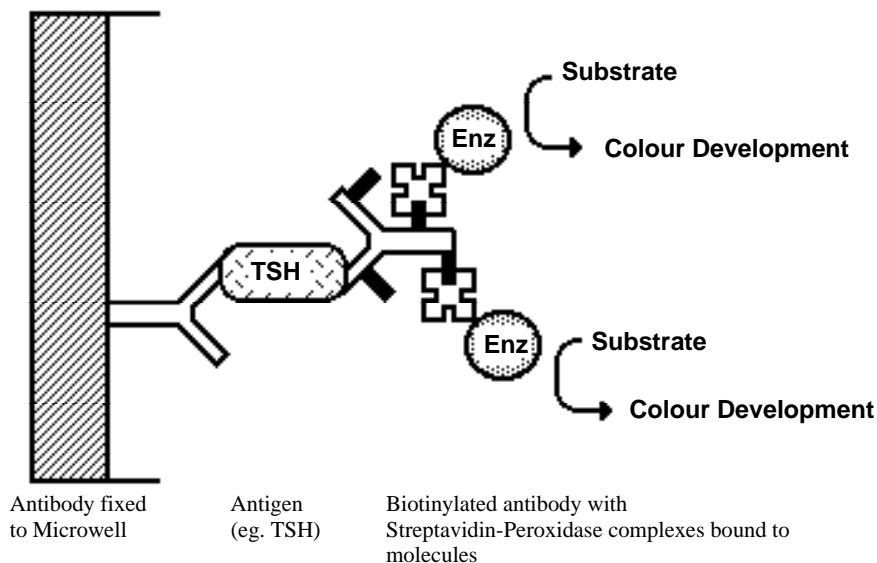 Substrate
Enz
Colour Development
TSH
Enz
Substrate
Colour Development
Antibody fixed
to Microwell
Antigen
(eg. TSH)
Biotinylated antibody with
Streptavidin-Peroxidase complexes bound to
molecules